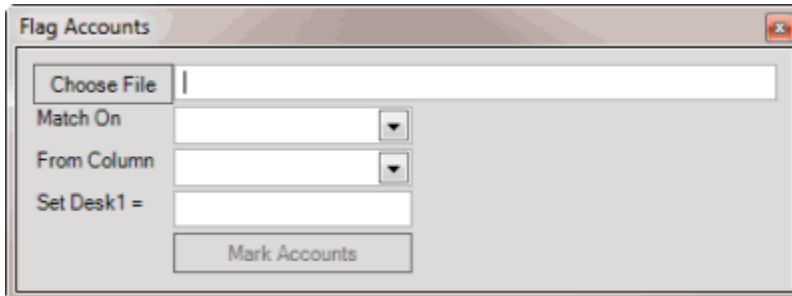 Flag Accounts
Choose File
Match On
From Column
Set Desk1 =
Mark Accounts